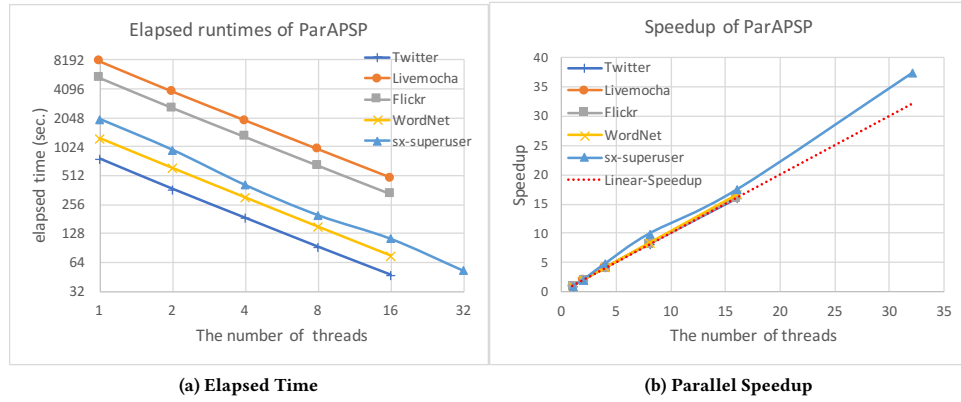 Elapsed runtimes of ParAPSP
Twitter
Livemocha
Flickr
WordNet
sx-superuser
8192
4096
2048
1024
512
256
128
64
32
elapsed time (sec.)
1 2 4 8 16 32
The number of threads
(a) Elapsed Time
Speedup of ParAPSP
Twitter
Livemocha
Flickr
WordNet
sx-superuser
Linear-Speedup
40
35
30
25
20
15
10
5
0
Speedup
0 5 10 15 20 25 30 35
The number of threads
(b) Parallel Speedup